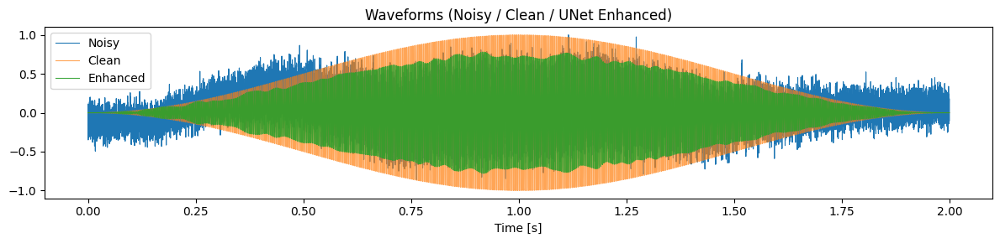 Waveforms (Noisy / Clean / UNet Enhanced)
1.0
0.5
0.0
−0.5
−1.0
Noisy
Clean
Enhanced
0.00 0.25 0.50 0.75 1.00 1.25 1.50 1.75 2.00
Time [s]